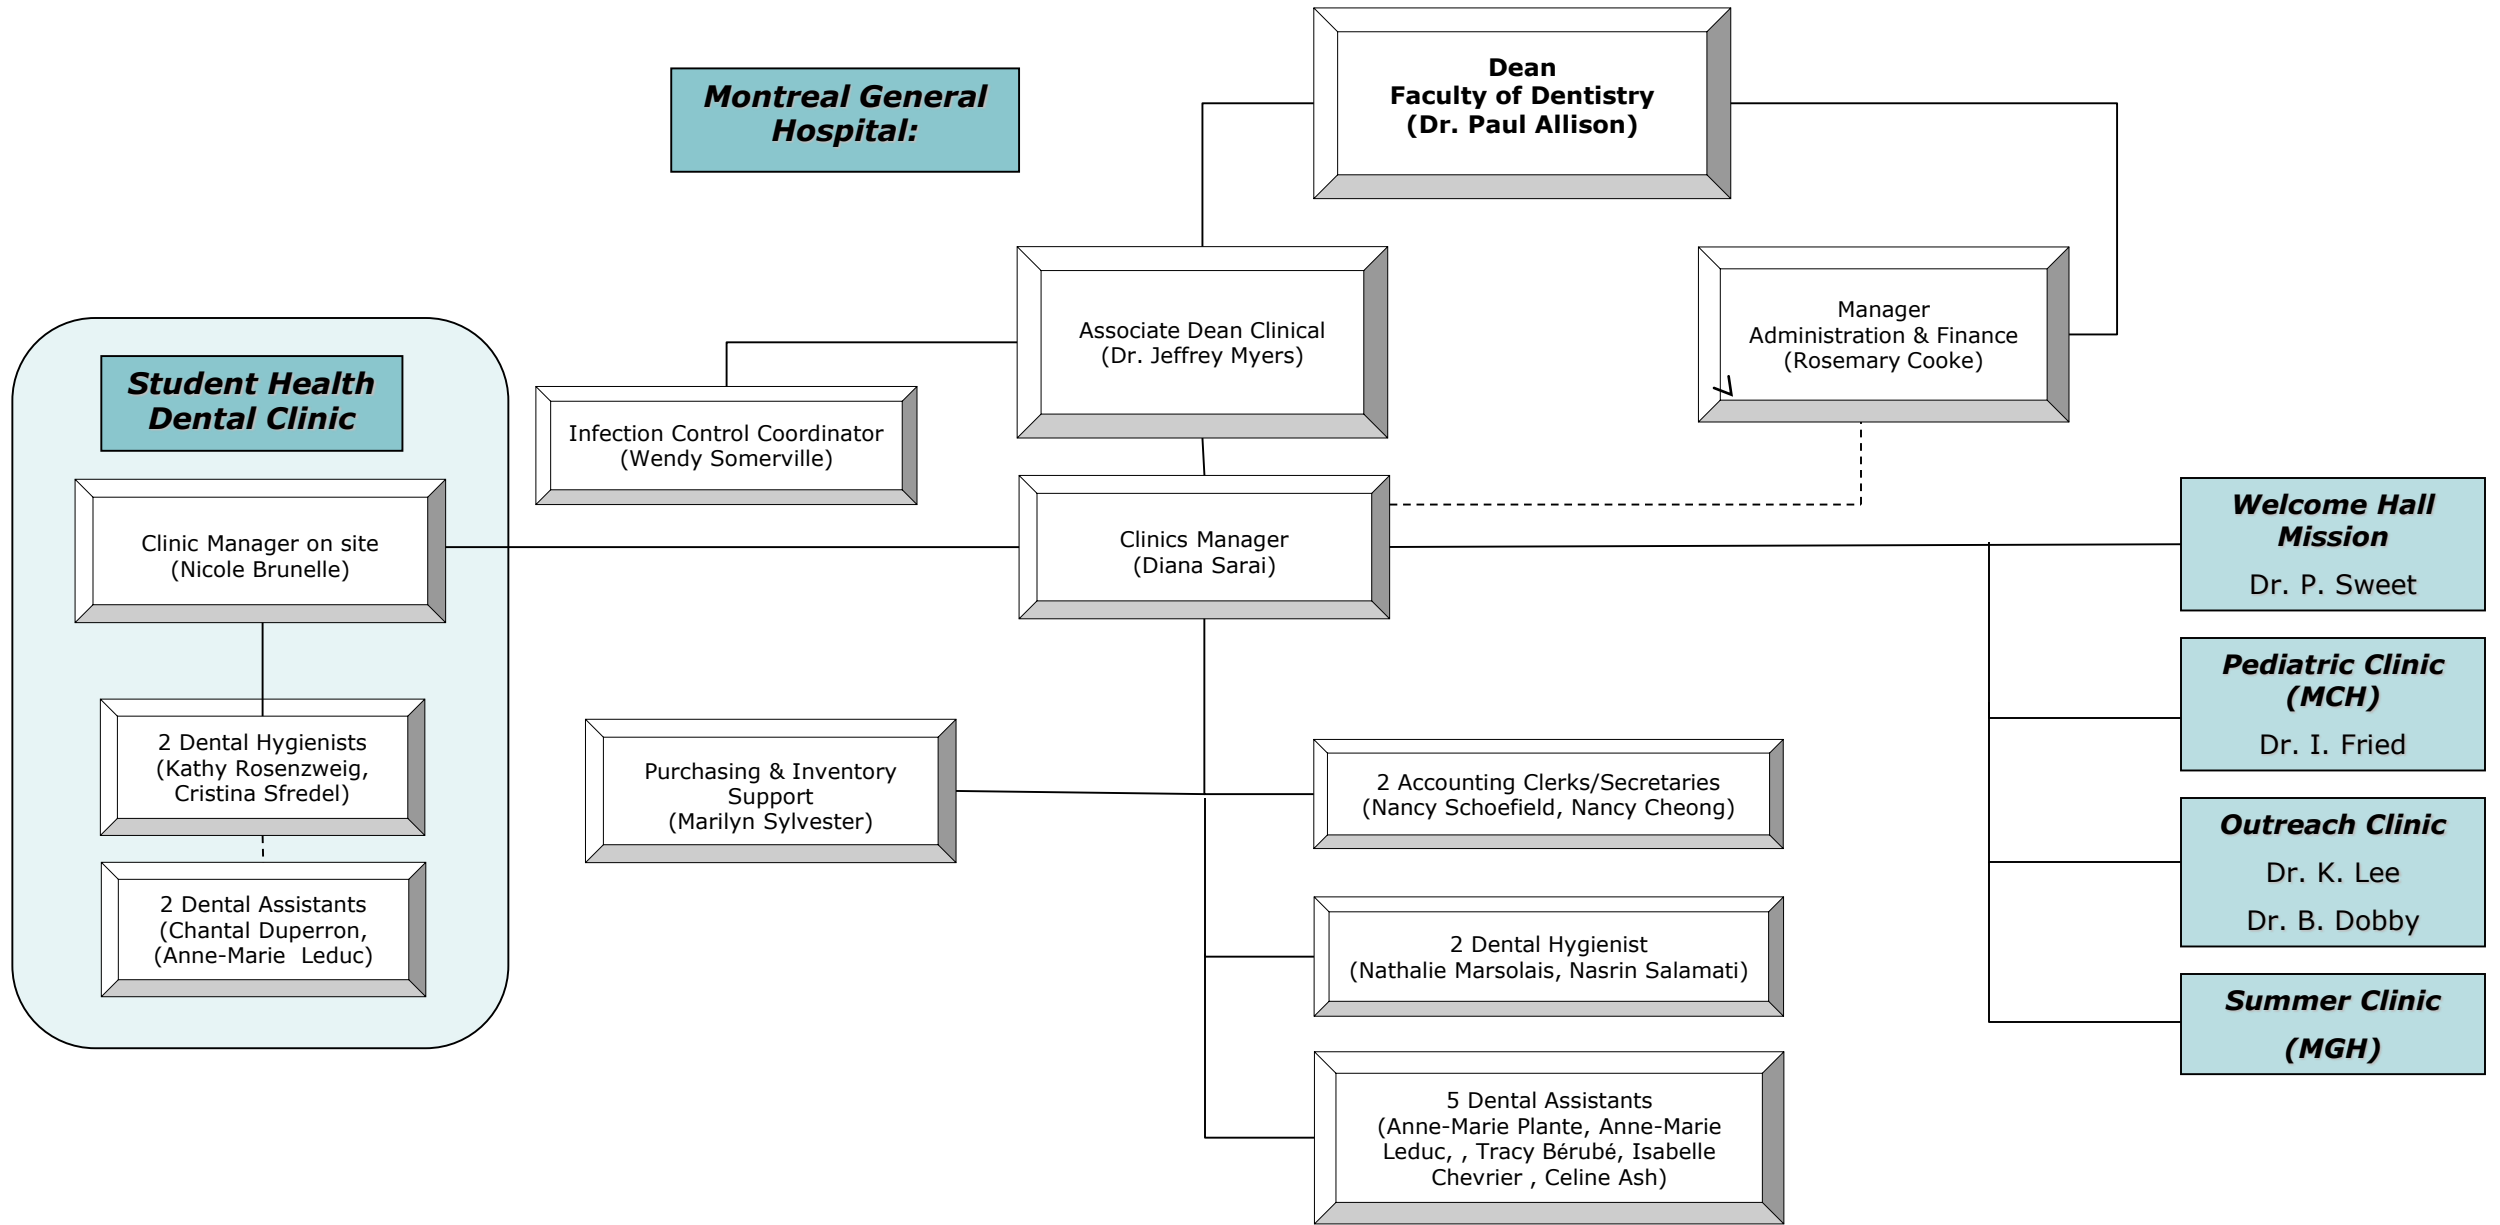 Montreal General
Hospital:
Dean
Faculty of Dentistry
(Dr. Paul Allison)
Associate Dean Clinical
(Dr. Jeffrey Myers)
Manager
Administration & Finance
(Rosemary Cooke)
Student Health
Dental Clinic
Infection Control Coordinator
(Wendy Somerville)
Clinic Manager on site
(Nicole Brunelle)
Clinics Manager
(Diana Sarai)
Welcome Hall
Mission
Dr. P. Sweet
Pediatric Clinic
(MCH)
Dr. I. Fried
Outreach Clinic
Dr. K. Lee
Dr. B. Dobby
Summer Clinic
(MGH)
2 Dental Hygienists
(Kathy Rosenzweig,
Cristina Sfredel)
2 Dental Assistants
(Chantal Duperron,
(Anne-Marie  Leduc)
Purchasing & Inventory
Support
(Marilyn Sylvester)
2 Accounting Clerks/Secretaries
(Nancy Schoefield, Nancy Cheong)
2 Dental Hygienist
(Nathalie Marsolais, Nasrin Salamati)
5 Dental Assistants
(Anne-Marie Plante, Anne-Marie
Leduc, , Tracy Bérubé, Isabelle
Chevrier , Celine Ash)